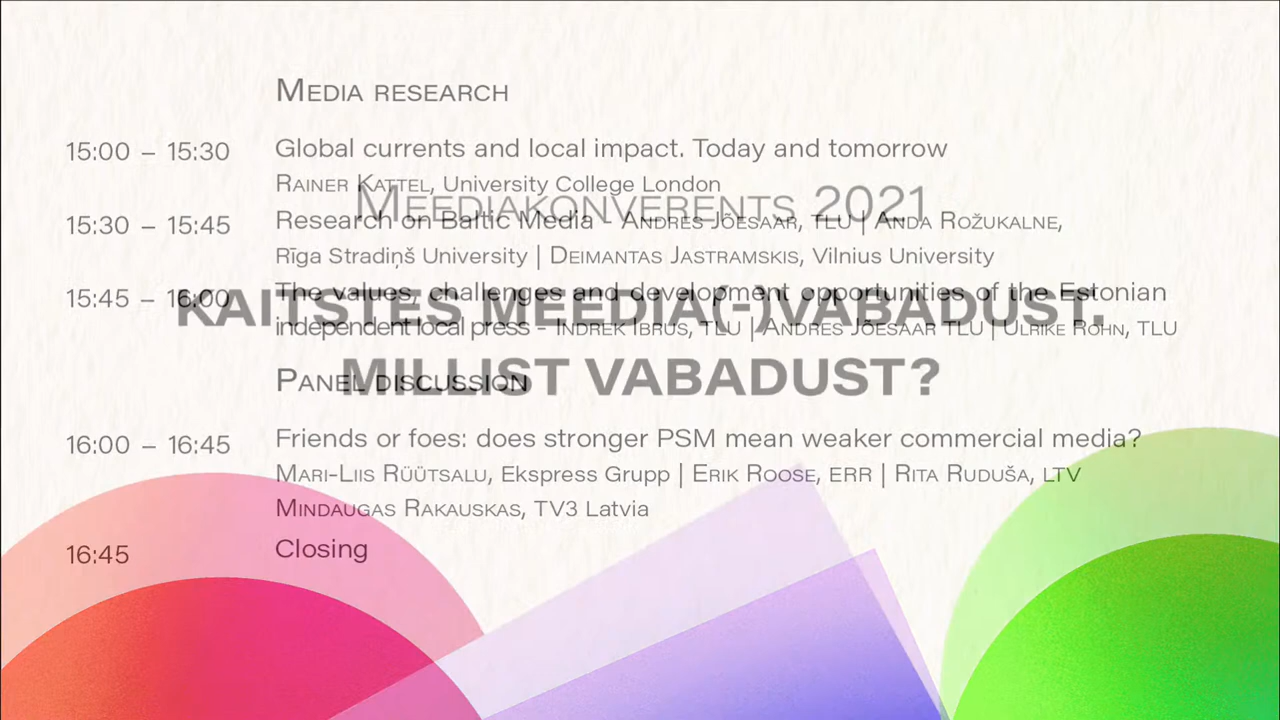 Media research
15:00 – 15:30 Global currents and local impact. Today and tomorrow
Rainer Kattel, University College London
Meediakonverents 2021
15:30 – 15:45 Research on Baltic Media - Andres Jõesaar, TLU | Anda Rožukalne,
Rīga Stradiņš University | Deimantas Jastramskis, Vilnius University
15:45 – 16:00 The values, challenges and development opportunities of the Estonian
KAITSTES MEEDIA(-)VABADUST.
independent local press - Indrek Ibrus, TLU | Andres Jõesaar TLU | Ulrike Rohn, TLU
Panel discussion
MILLIST VABADUST?
16:00 – 16:45 Friends or foes: does stronger PSM mean weaker commercial media?
Mari-Liis Rüütsalu, Ekspress Grupp | Erik Roose, ERR | Rita Ruduša, LTV
Mindaugas Rakauskas, TV3 Latvia
16:45 Closing